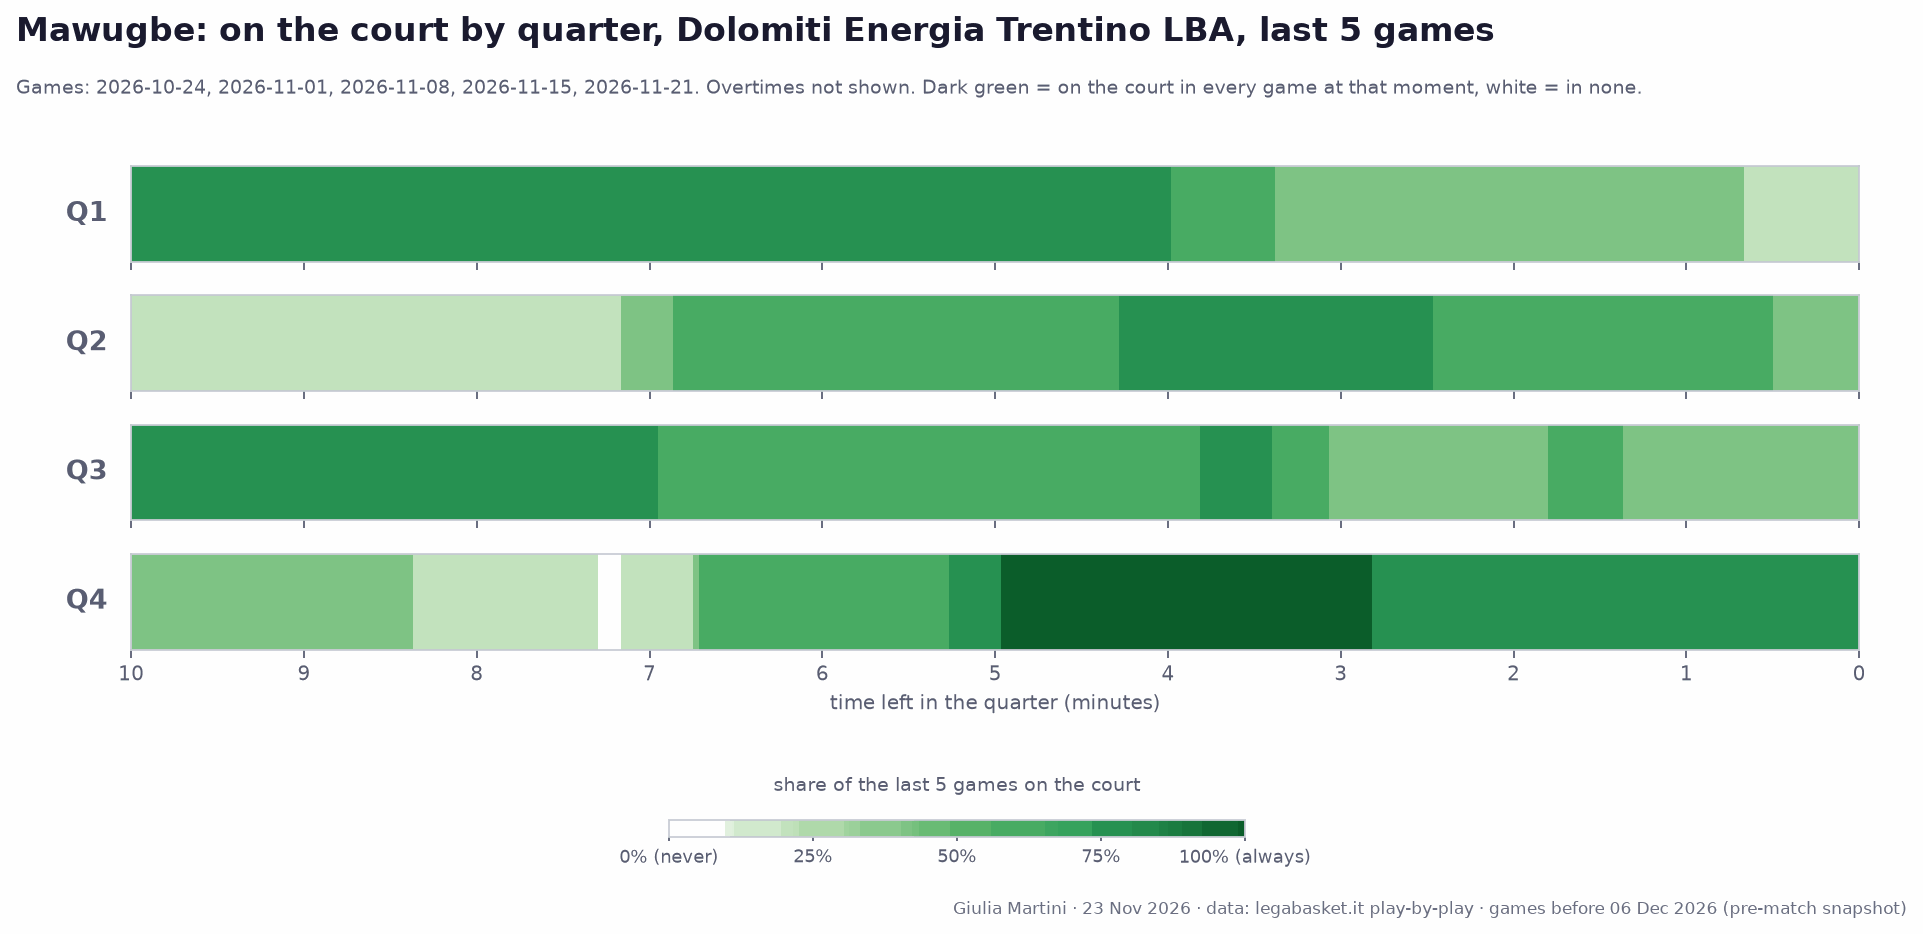 Mawugbe: on the court by quarter, Dolomiti Energia Trentino LBA, last 5 games
Games: 2026-10-24, 2026-11-01, 2026-11-08, 2026-11-15, 2026-11-21. Overtimes not shown. Dark green = on the court in every game at that moment, white = in none.
Q1
Q2
Q3
Q4
10 9 8 7 6 5 4 3 2 1 0
time left in the quarter (minutes)
share of the last 5 games on the court
0% (never) 25% 50% 75% 100% (always)
Giulia Martini · 23 Nov 2026 · data: legabasket.it play-by-play · games before 06 Dec 2026 (pre-match snapshot)